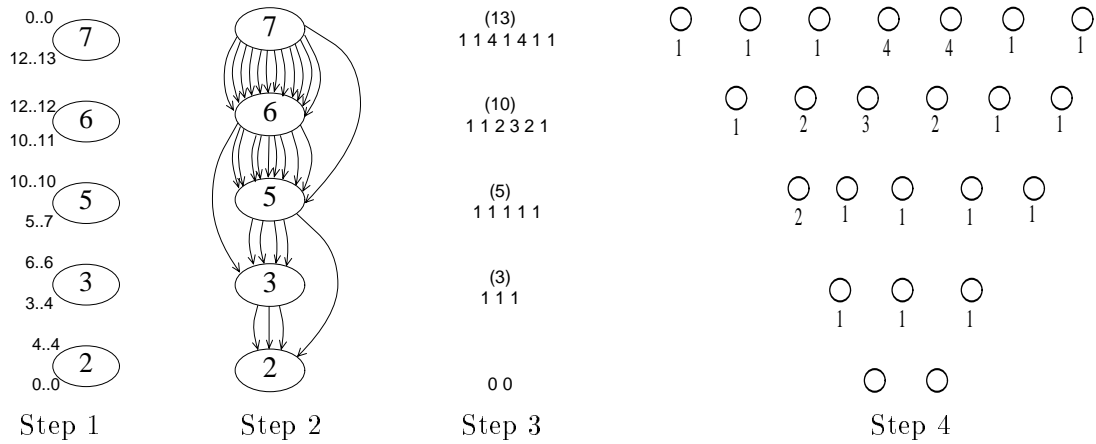 0..0
7
12..13
12..12
6
10..11
10..10
5
5..7
6..6
3
3..4
4..4
2
0..0
Step 1
7
6
5
3
2
Step 2
(13)
1 1 4 1 4 1 1
(10)
1 1 2 3 2 1
(5)
1 1 1 1 1
(3)
1 1 1
0 0
Step 3
1 1 1 4 4 1 1
1 2 3 2 1 1
2 1 1 1 1
1 1 1
Step 4